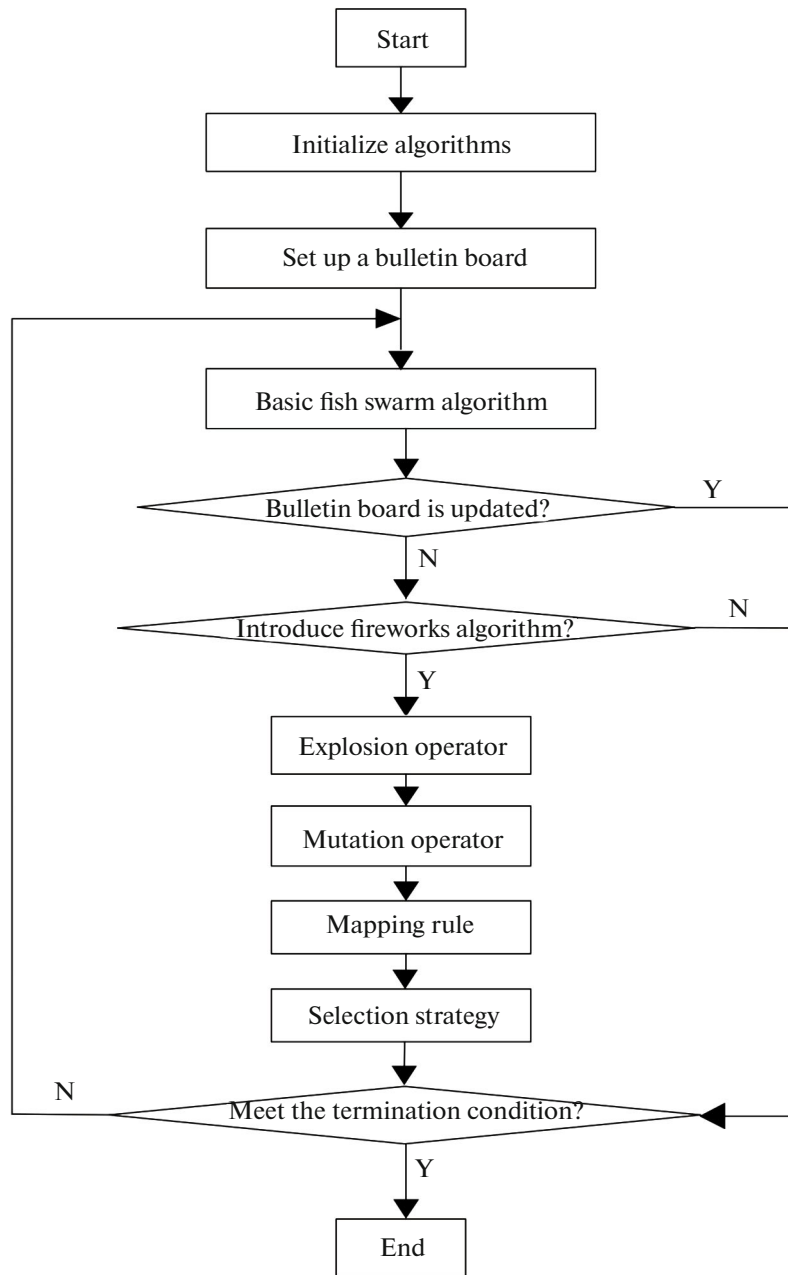 Start
Initialize algorithms
Set up a bulletin board
Basic fish swarm algorithm
Bulletin board is updated?
Y
N
Introduce fireworks algorithm?
N
Y
Explosion operator
Mutation operator
Mapping rule
Selection strategy
N
Meet the termination condition?
Y
End